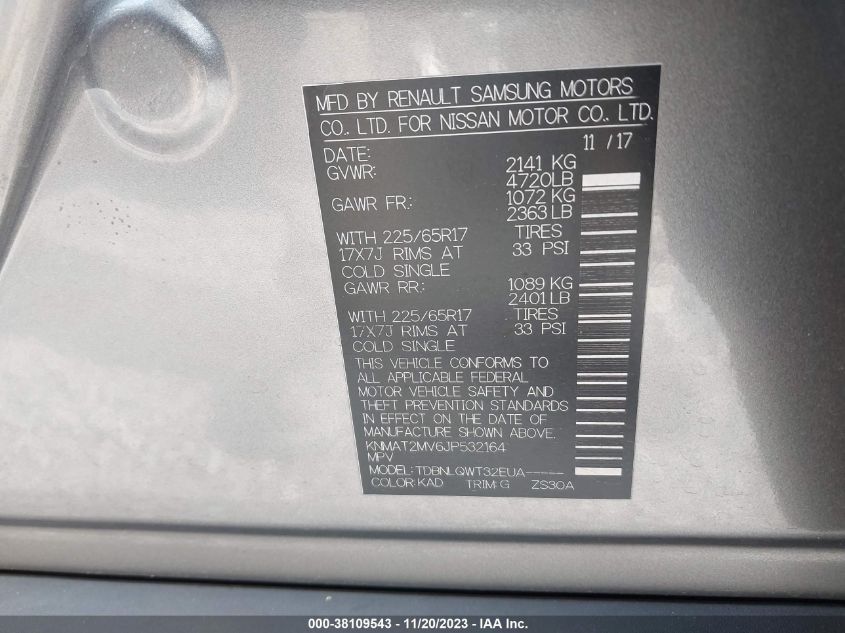 MFD BY RENAULT SAMSUNG MOTORS
CO., LTD. FOR NISSAN MOTOR CO., LTD.
DATE: 11 / 17
GVWR: 2141 KG
4720LB
GAWR FR.: 1072 KG
2363 LB
WITH 225/65R17 TIRES
17X7J RIMS AT 33 PSI
COLD SINGLE
GAWR RR.: 1089 KG
2401 LB
WITH 225/65R17 TIRES
17X7J RIMS AT 33 PSI
COLD SINGLE
THIS VEHICLE CONFORMS TO
ALL APPLICABLE FEDERAL
MOTOR VEHICLE SAFETY AND
THEFT PREVENTION STANDARDS
IN EFFECT ON THE DATE OF
MANUFACTURE SHOWN ABOVE.
KNMAT2MV6JP532164
MPV
MODEL: TDBNLQWT32EUA-----
COLOR: KAD TRIM: G ZS30A
000-38109543 - 11/20/2023 - Copyright © IAA, Inc.